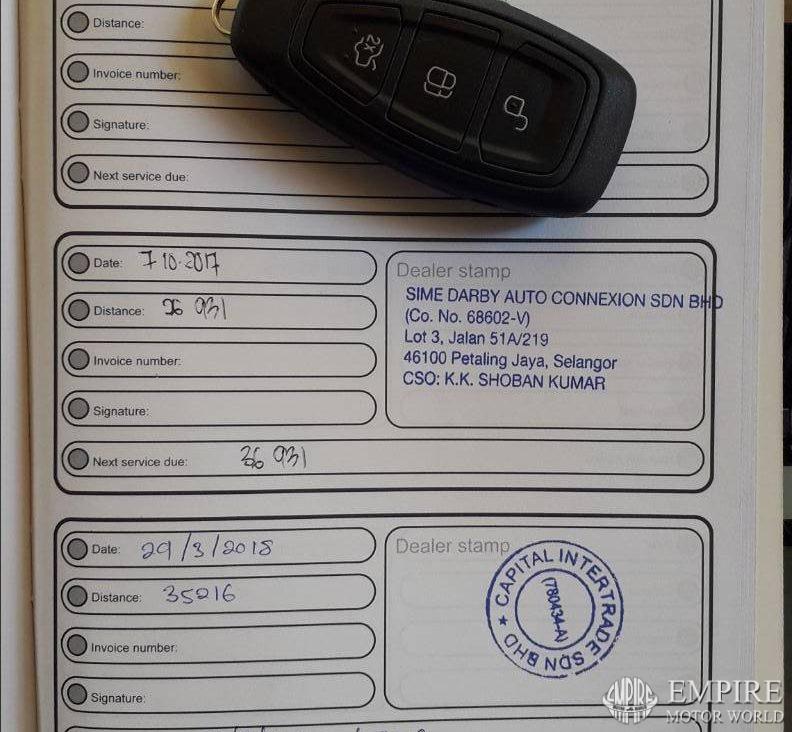 Distance:
Invoice number:
Signature:
Next service due:
2x
Date: 7-10-2017
Distance: 26 931
Invoice number:
Signature:
Next service due: 36 931
Dealer stamp
SIME DARBY AUTO CONNEXION SDN BHD
(Co. No. 68602-V)
Lot 3, Jalan 51A/219
46100 Petaling Jaya, Selangor
CSO: K.K. SHOBAN KUMAR
Date: 29/3/2018
Distance: 35216
Invoice number:
Signature:
Dealer stamp
★ CAPITAL INTERTRADE SDN BHD
(780434-A)
EMPIRE
EMPIRE
MOTOR WORLD